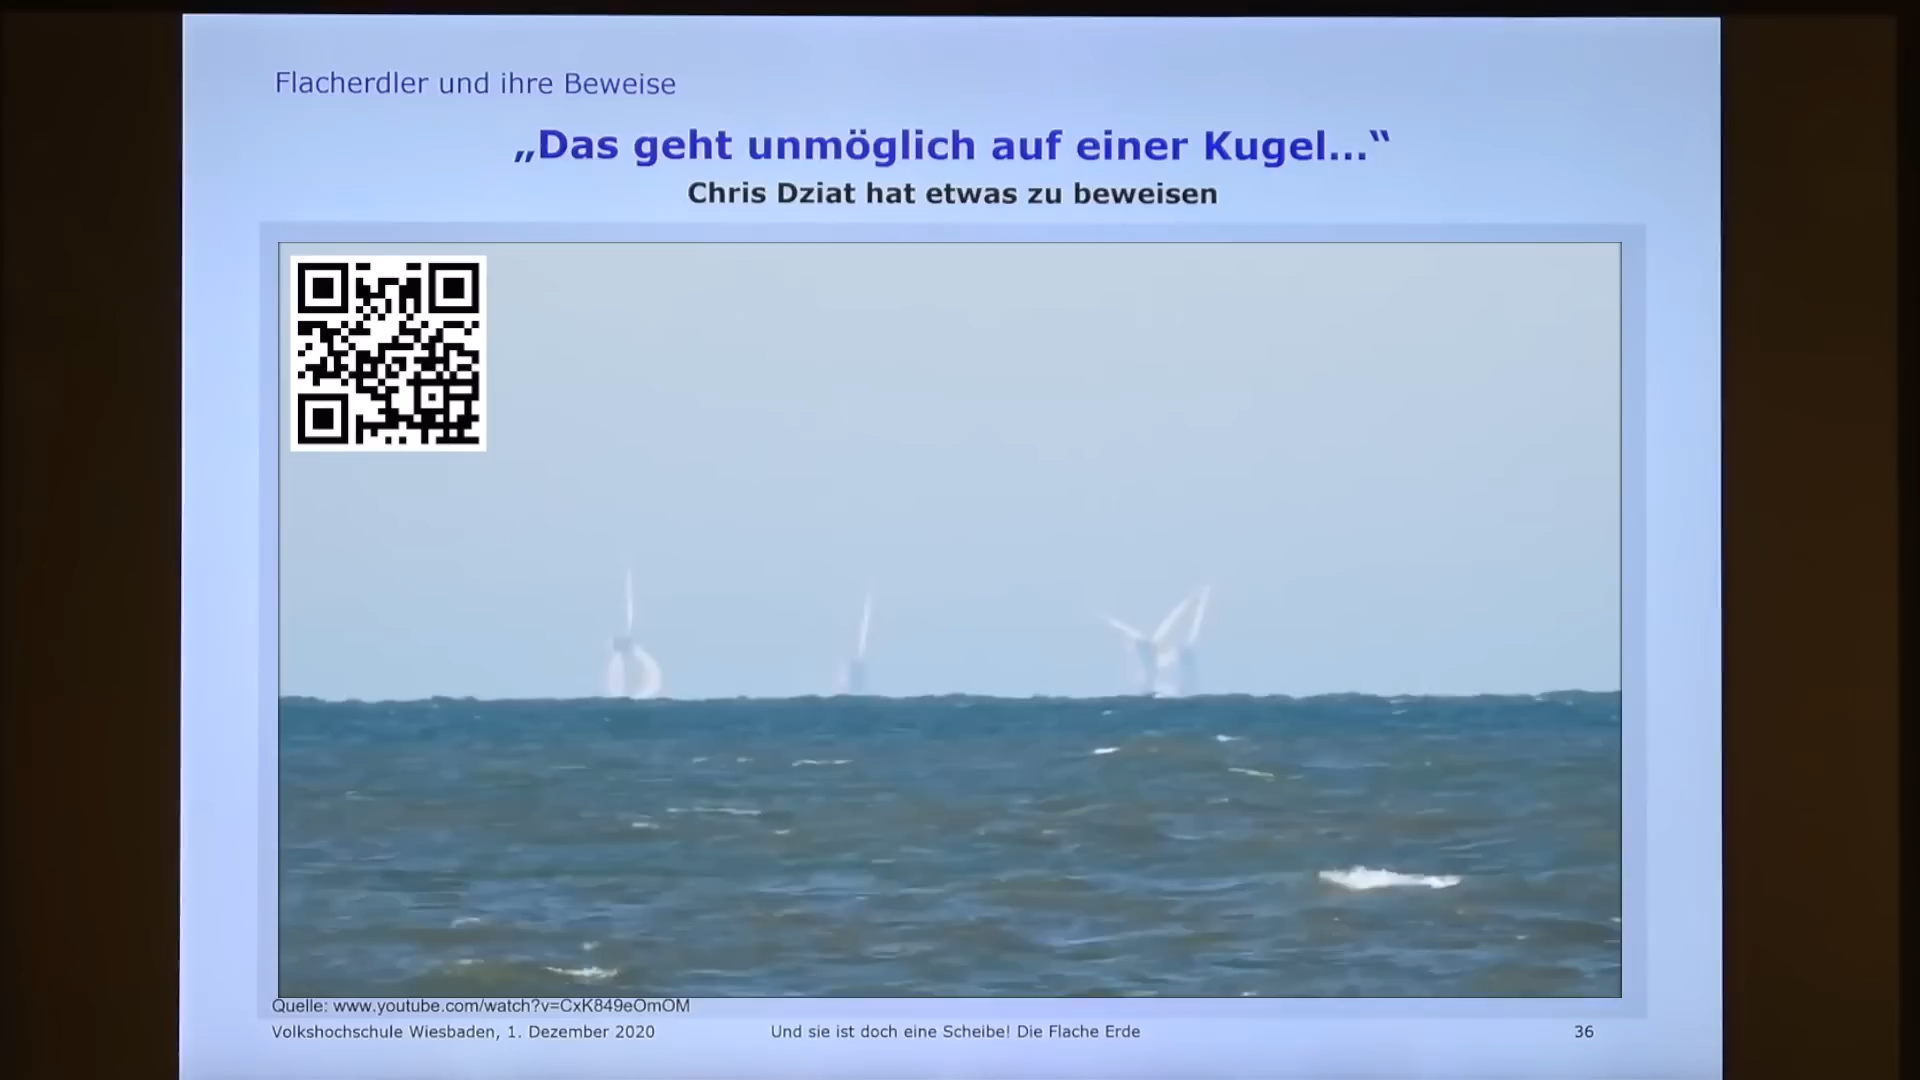 Flacherdler und ihre Beweise
„Das geht unmöglich auf einer Kugel...“
Chris Dziat hat etwas zu beweisen
Quelle: www.youtube.com/watch?v=CxK849eOmOM
Volkshochschule Wiesbaden, 1. Dezember 2020
Und sie ist doch eine Scheibe! Die Flache Erde
36